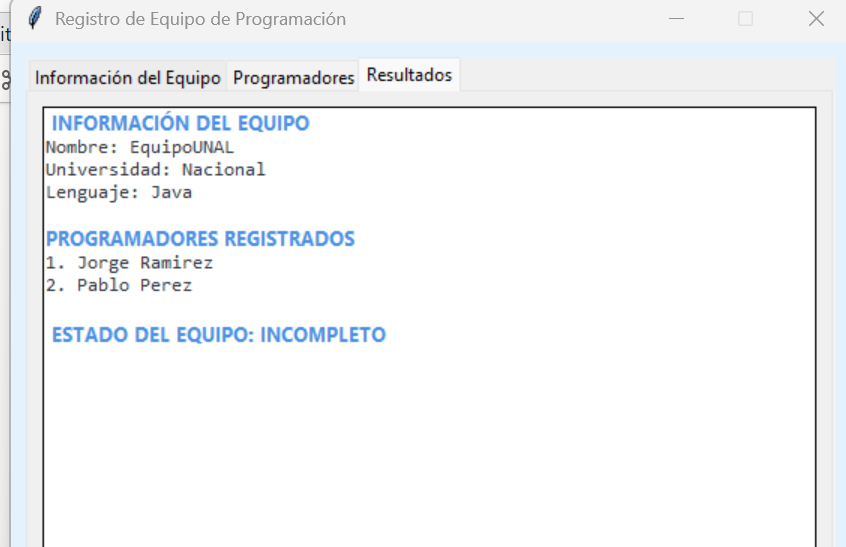 Registro de Equipo de Programación
Información del Equipo Programadores Resultados
INFORMACIÓN DEL EQUIPO
Nombre: EquipoUNAL
Universidad: Nacional
Lenguaje: Java
PROGRAMADORES REGISTRADOS
1. Jorge Ramirez
2. Pablo Perez
ESTADO DEL EQUIPO: INCOMPLETO